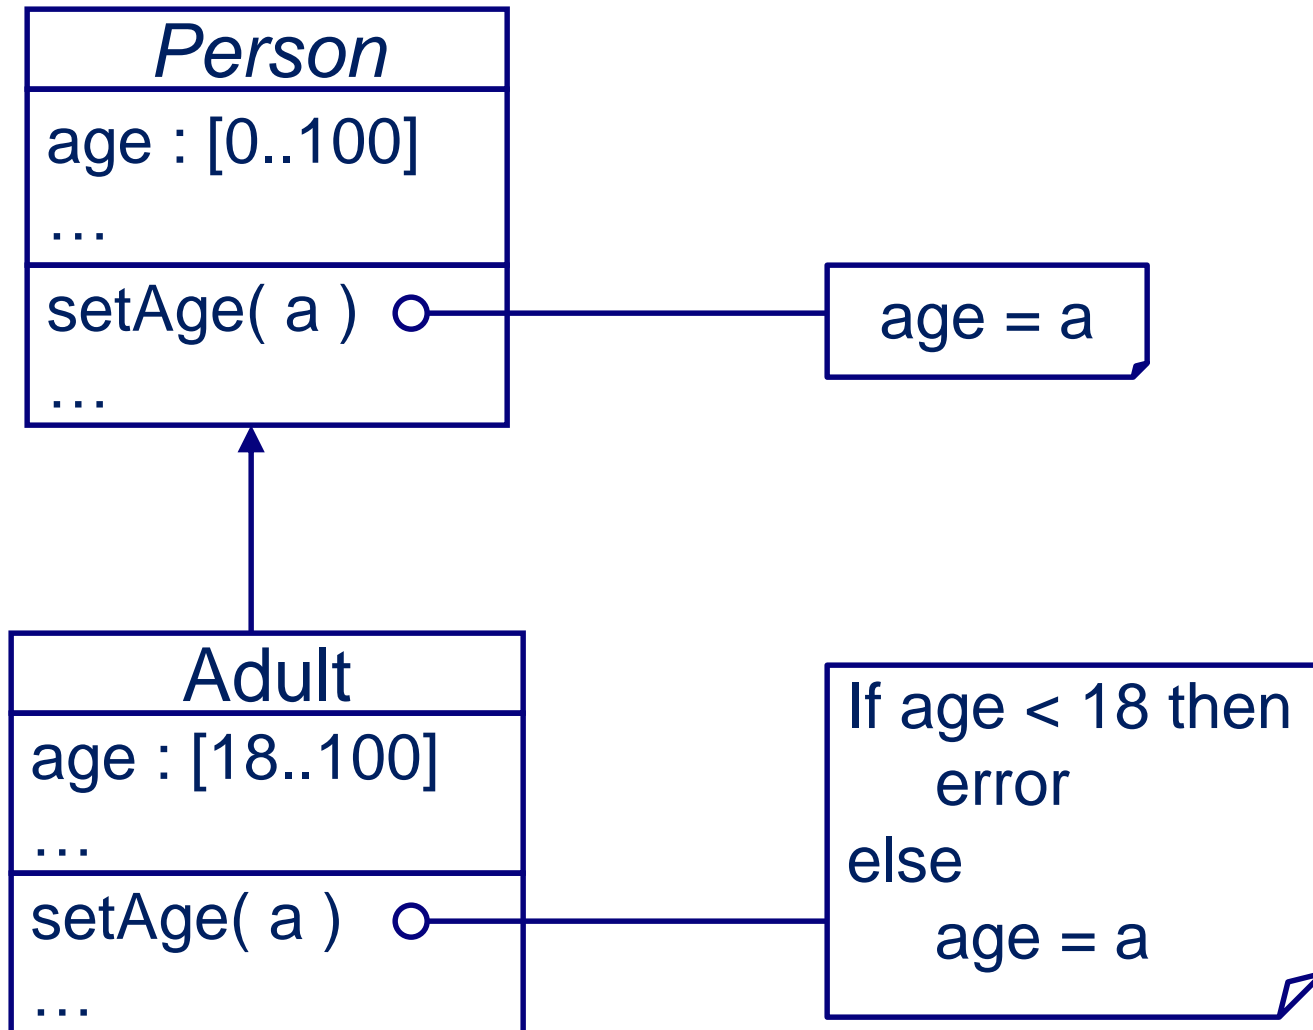 Person
age : [0..100]
…
setAge( a )
…
age = a
Adult
age : [18..100]
…
setAge( a )
…
If age < 18 then
error
else
age = a